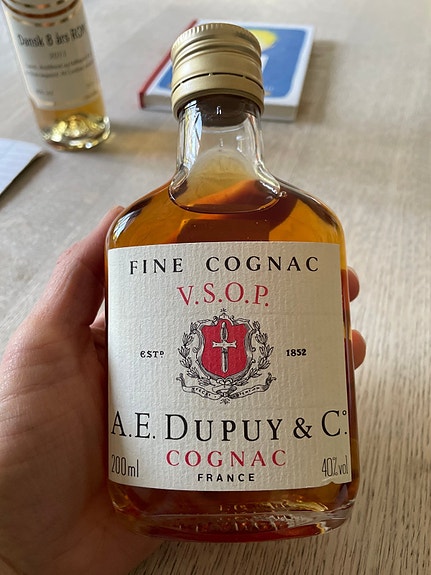 Dansk 8 års ROM
FINE COGNAC
V.S.O.P.
ESTD 1852
A.E. DUPUY & Co.
COGNAC
200ml 40%vol
FRANCE